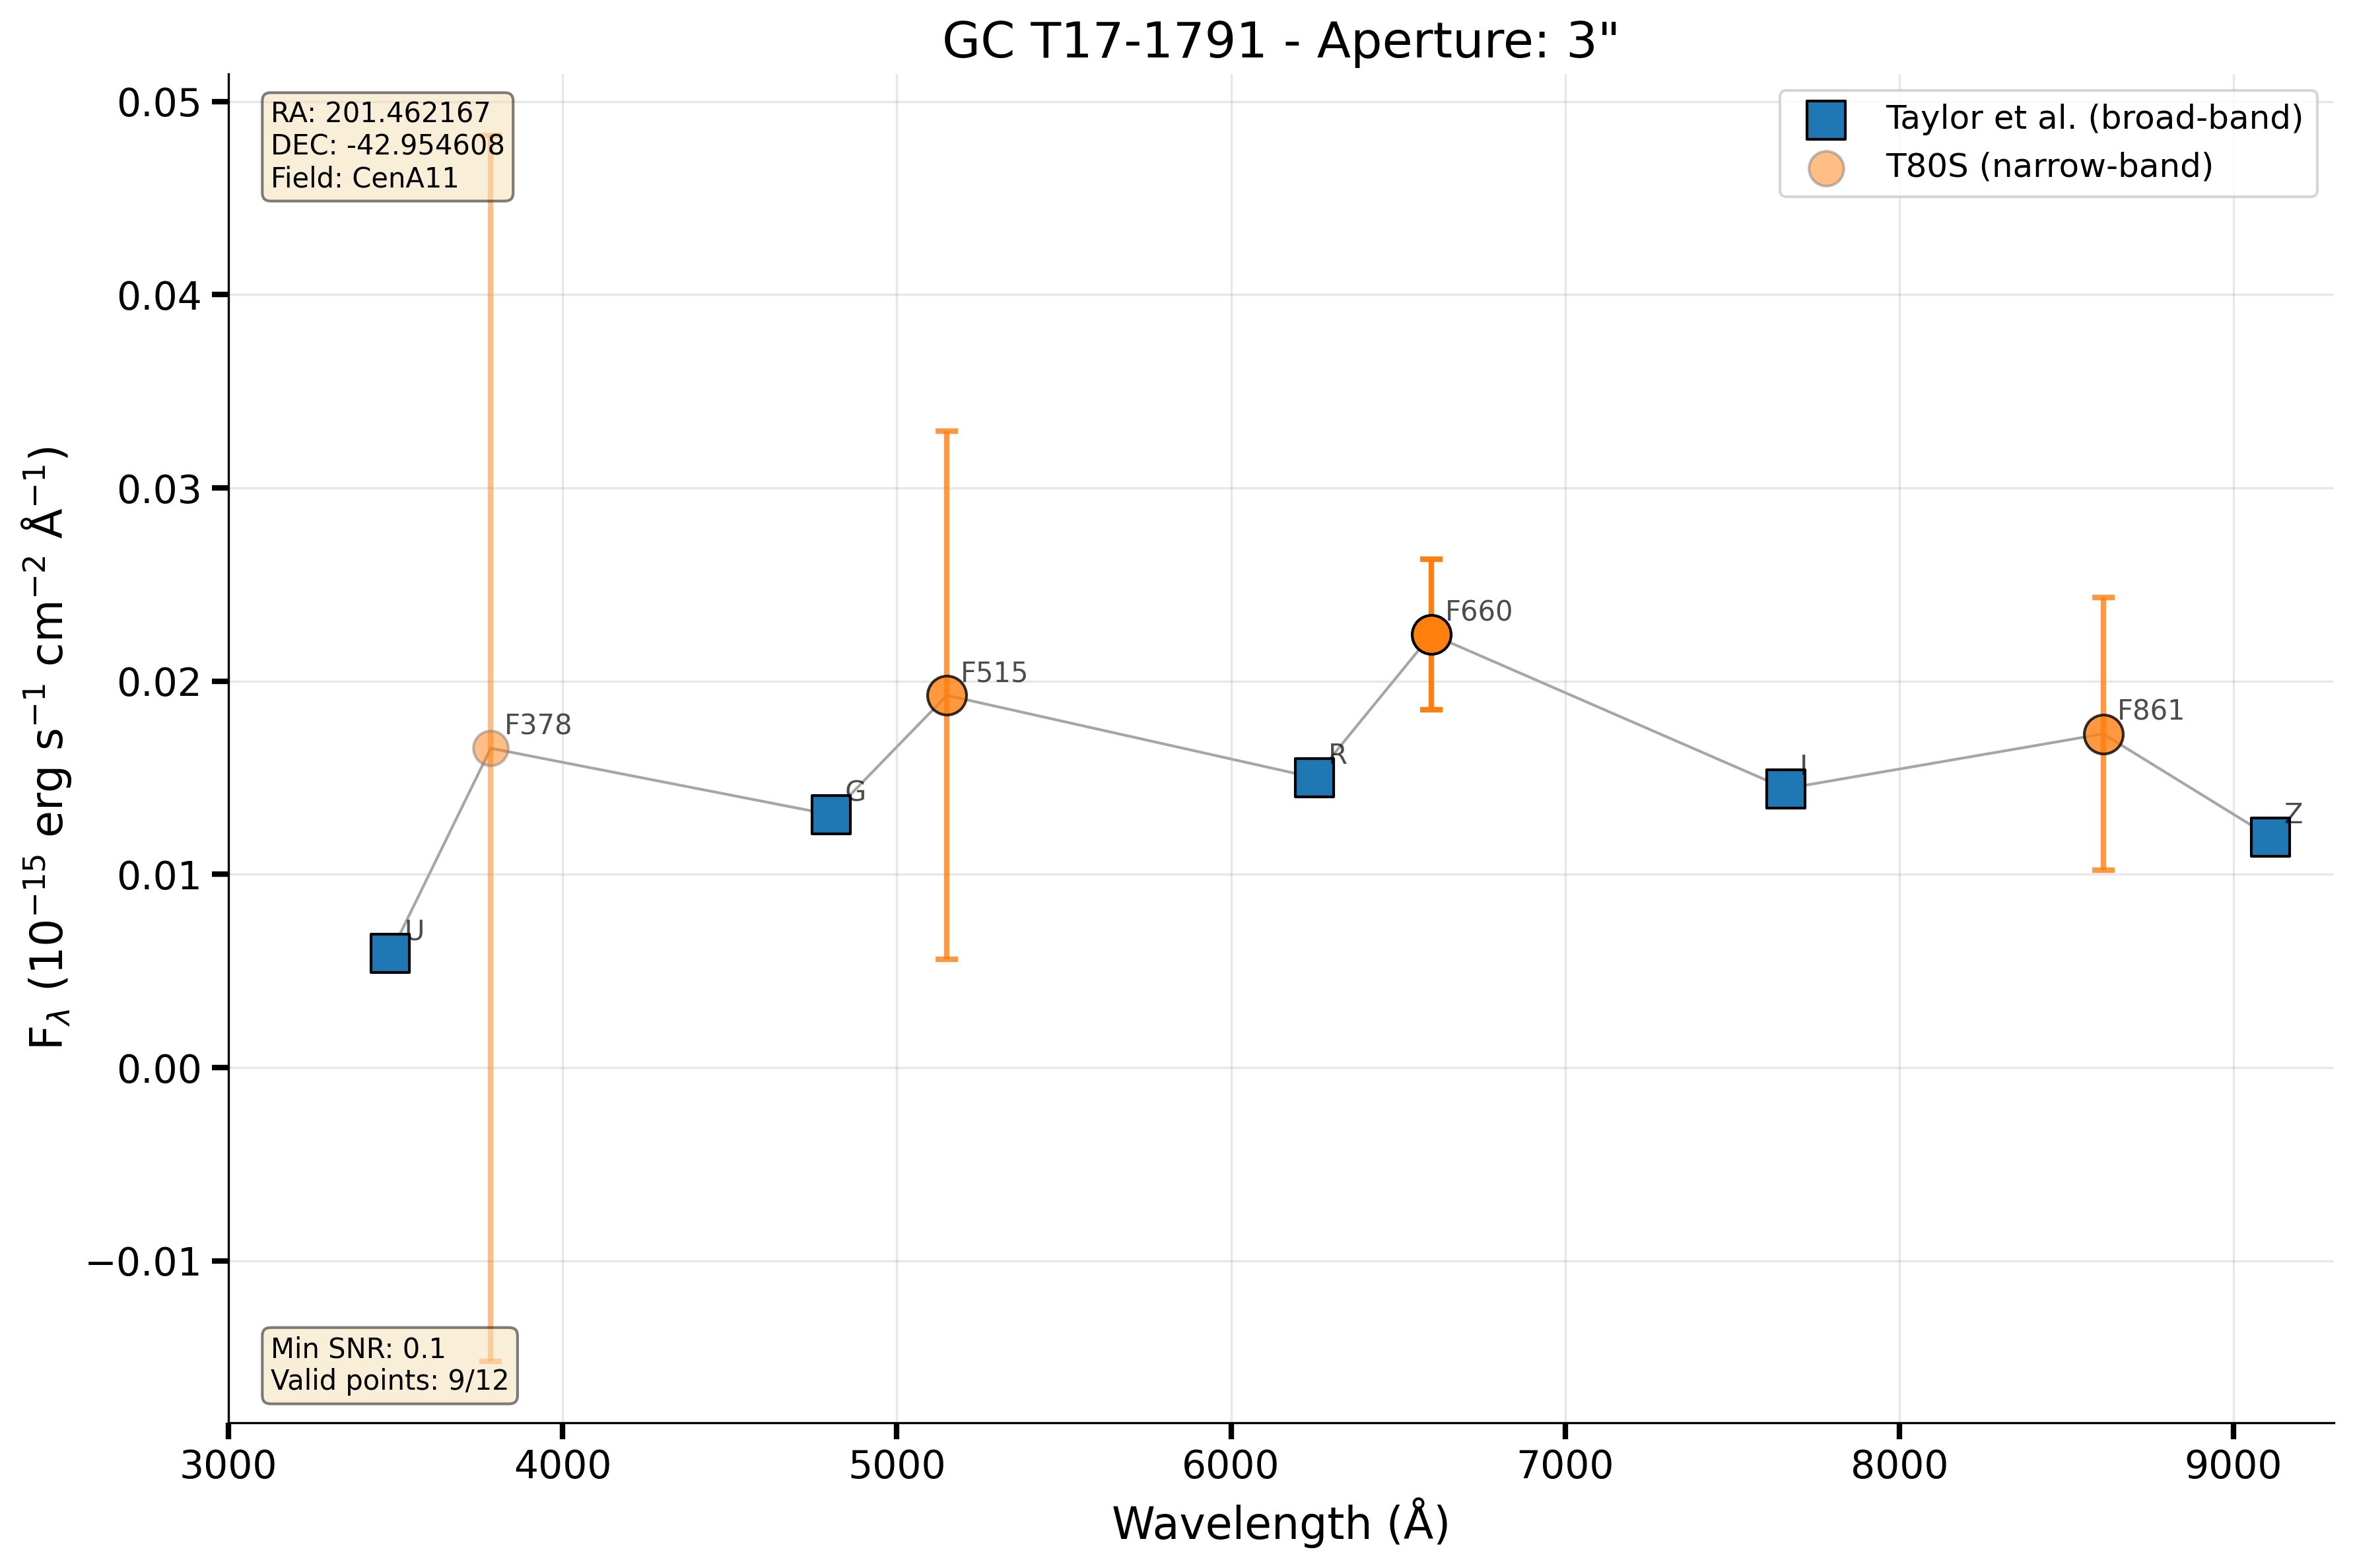 GC T17-1791 - Aperture: 3"
RA: 201.462167
DEC: -42.954608
Field: CenA11
Taylor et al. (broad-band)
T80S (narrow-band)
0.05
0.04
0.03
0.02
0.01
0.00
−0.01
F$_λ$ (10$^{−15}$ erg s$^{−1}$ cm$^{−2}$ Å$^{−1}$)
U
F378
G
F515
R
F660
I
F861
Z
Min SNR: 0.1
Valid points: 9/12
3000 4000 5000 6000 7000 8000 9000
Wavelength (Å)